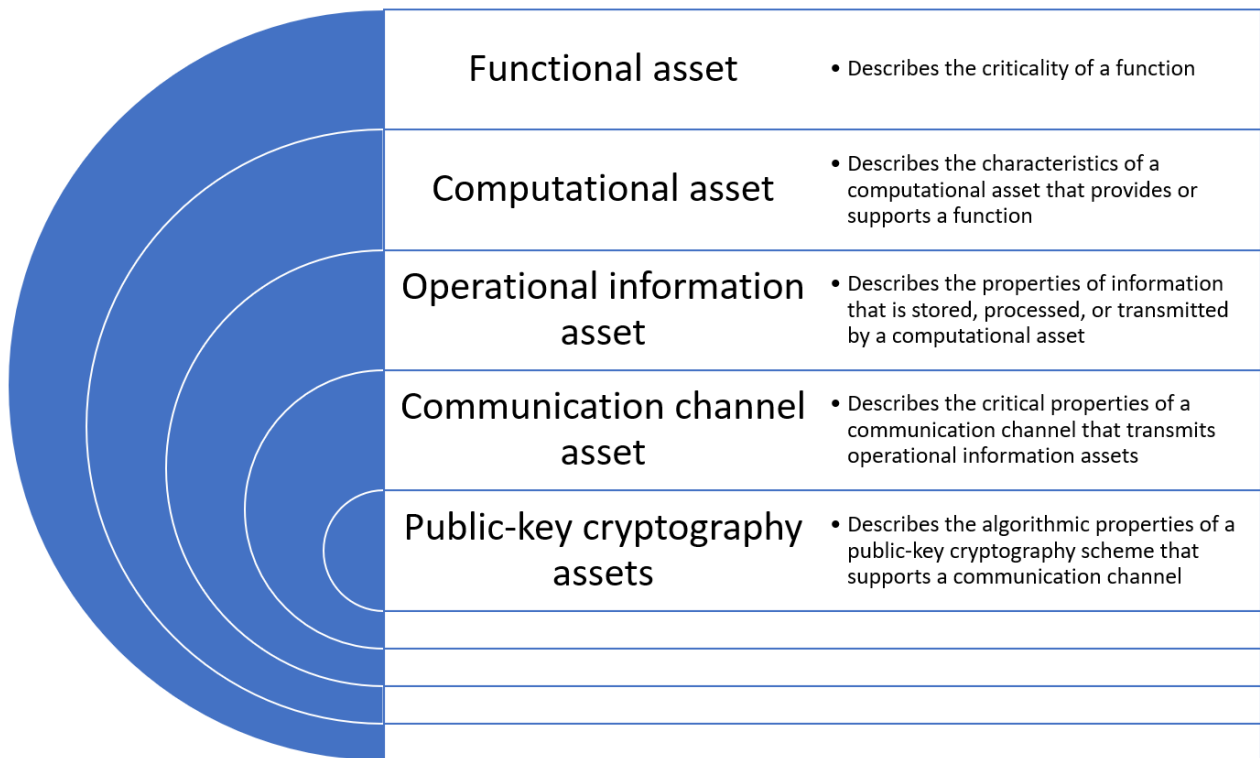 Functional asset
• Describes the criticality of a function
Computational asset
• Describes the characteristics of a
computational asset that provides or
supports a function
Operational information
asset
• Describes the properties of information
that is stored, processed, or transmitted
by a computational asset
Communication channel
asset
• Describes the critical properties of a
communication channel that transmits
operational information assets
Public-key cryptography
assets
• Describes the algorithmic properties of a
public-key cryptography scheme that
supports a communication channel